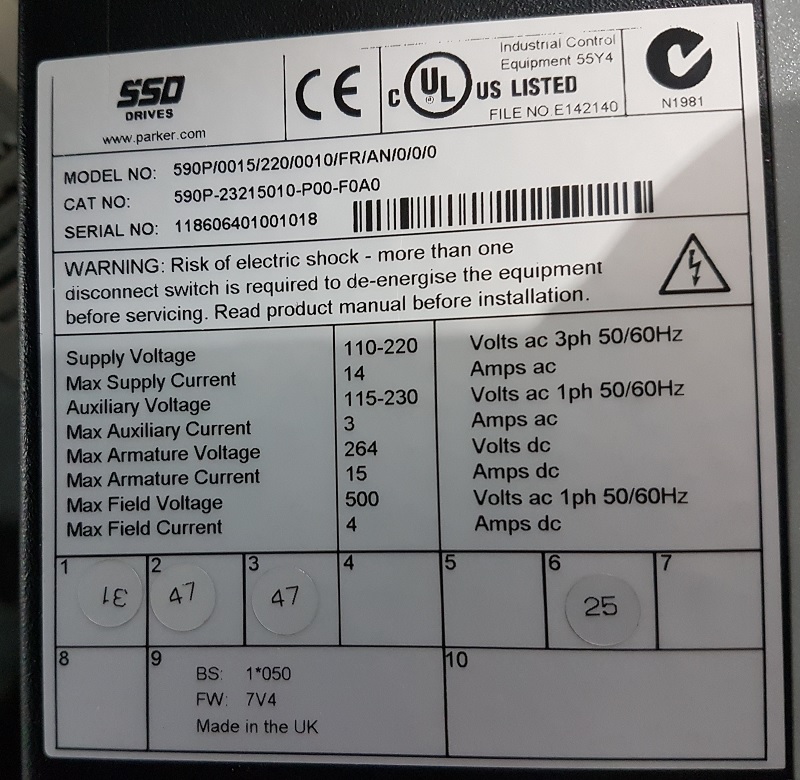 SSD
DRIVES
www.parker.com
CE
C UL US LISTED
Industrial Control
Equipment 55Y4
FILE NO.E142140
N1981
MODEL NO: 590P/0015/220/0010/FR/AN/0/0/0
CAT NO: 590P-23215010-P00-F0A0
SERIAL NO: 118606401001018
WARNING: Risk of electric shock - more than one
disconnect switch is required to de-energise the equipment
before servicing. Read product manual before installation.
Supply Voltage 110-220 Volts ac 3ph 50/60Hz
Max Supply Current 14 Amps ac
Auxiliary Voltage 115-230 Volts ac 1ph 50/60Hz
Max Auxiliary Current 3 Amps ac
Max Armature Voltage 264 Volts dc
Max Armature Current 15 Amps dc
Max Field Voltage 500 Volts ac 1ph 50/60Hz
Max Field Current 4 Amps dc
1 2 3 4 5 6 7
31 47 47 25
8 9 10
BS: 1*050
FW: 7V4
Made in the UK